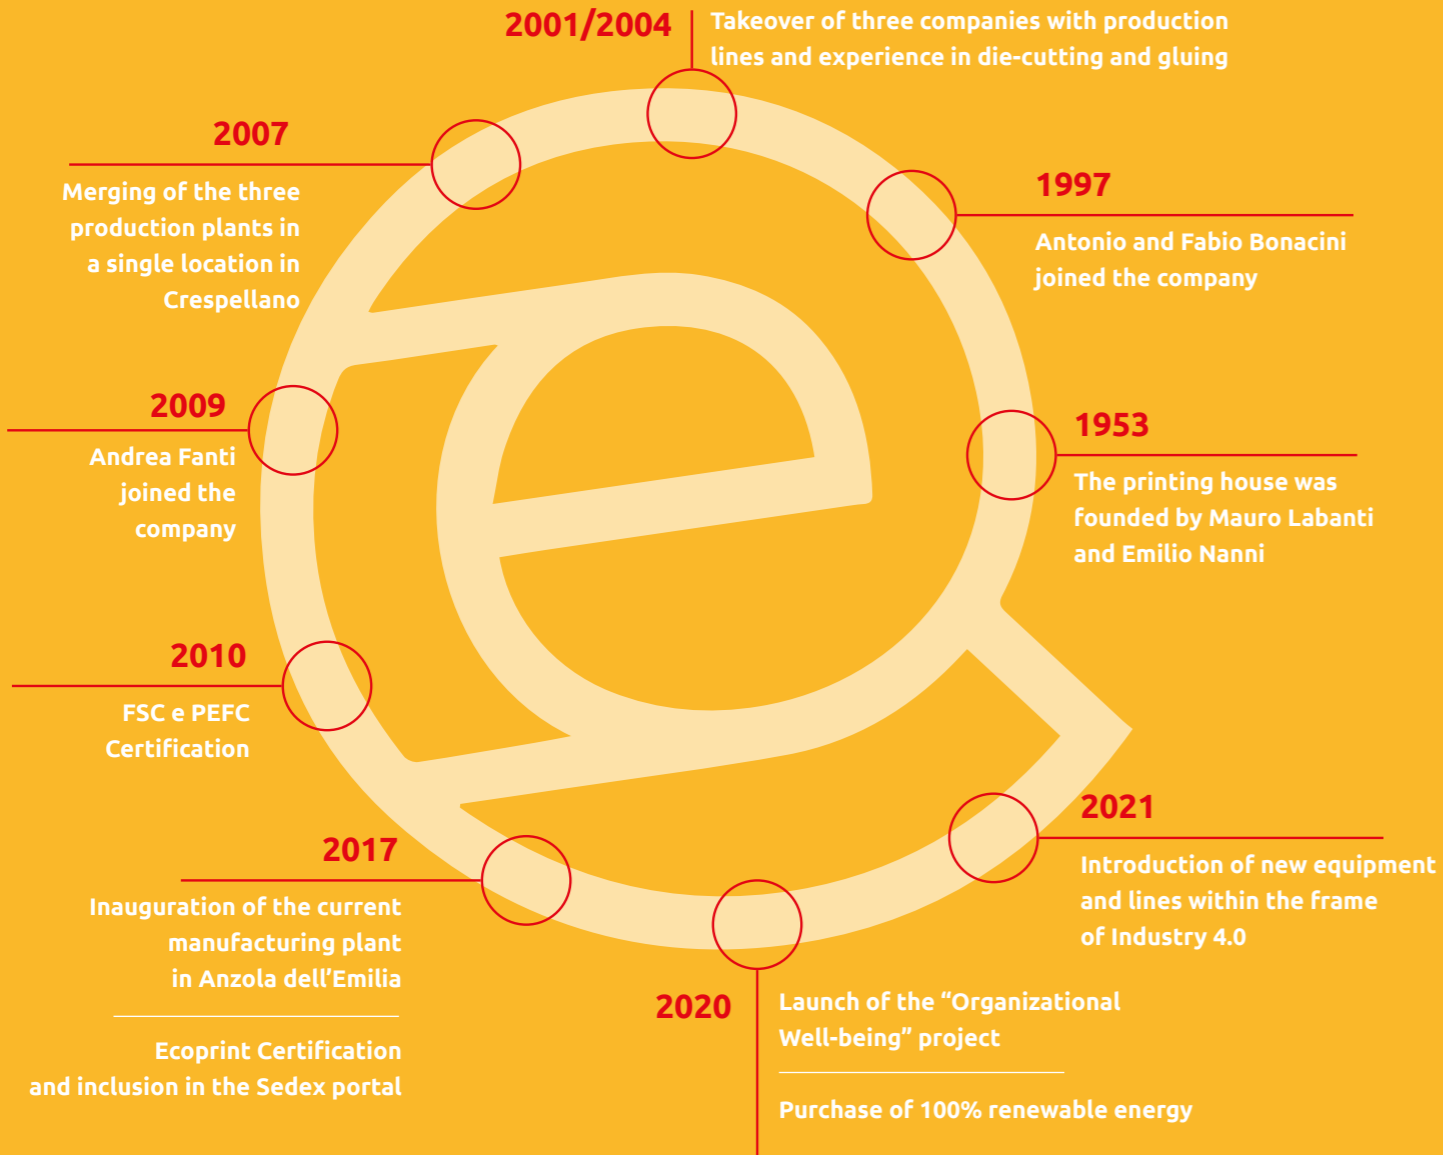 2001/2004
Takeover of three companies with production
lines and experience in die-cutting and gluing
2007
Merging of the three
production plants in
a single location in
Crespellano
1997
Antonio and Fabio Bonacini
joined the company
2009
Andrea Fanti
joined the
company
1953
The printing house was
founded by Mauro Labanti
and Emilio Nanni
2010
FSC e PEFC
Certification
2017
Inauguration of the current
manufacturing plant
in Anzola dell’Emilia
Ecoprint Certification
and inclusion in the Sedex portal
2021
Introduction of new equipment
and lines within the frame
of Industry 4.0
2020
Launch of the “Organizational
Well-being” project
Purchase of 100% renewable energy